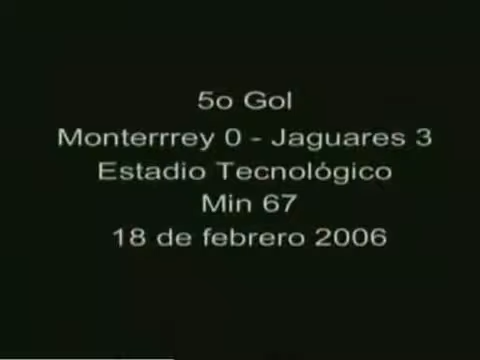 5o Gol
Monterrrey 0 - Jaguares 3
Estadio Tecnológico
Min 67
18 de febrero 2006